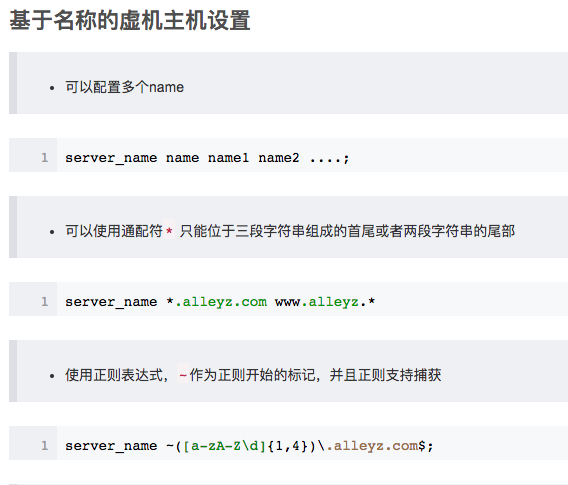 基于名称的虚机主机设置
• 可以配置多个name
1 server_name name name1 name2 ....;
• 可以使用通配符* 只能位于三段字符串组成的首尾或者两段字符串的尾部
1 server_name *.alleyz.com www.alleyz.*
• 使用正则表达式，~作为正则开始的标记，并且正则支持捕获
1 server_name ~([a-zA-Z\d]{1,4})\.alleyz.com$;